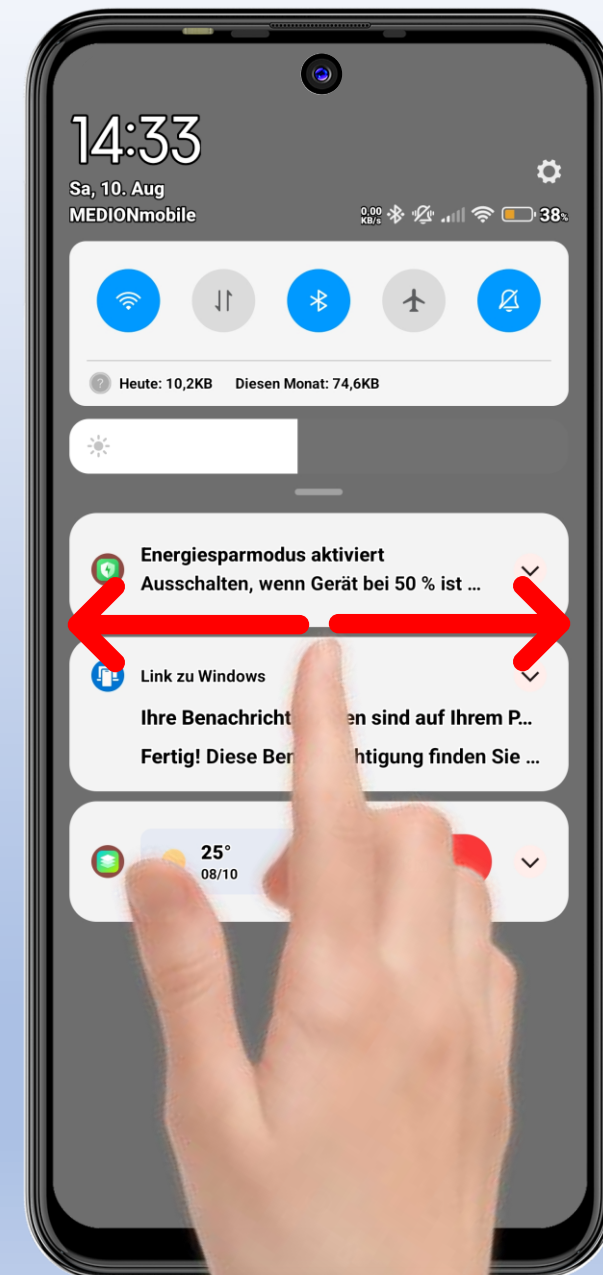 14:33
Sa, 10. Aug
MEDIONmobile
0,00 KB/s
38%
Heute: 10,2KB Diesen Monat: 74,6KB
Energiesparmodus aktiviert
Ausschalten, wenn Gerät bei 50 % ist ...
Link zu Windows
Ihre Benachricht en sind auf Ihrem P...
Fertig! Diese Ben htigung finden Sie ...
25°
08/10